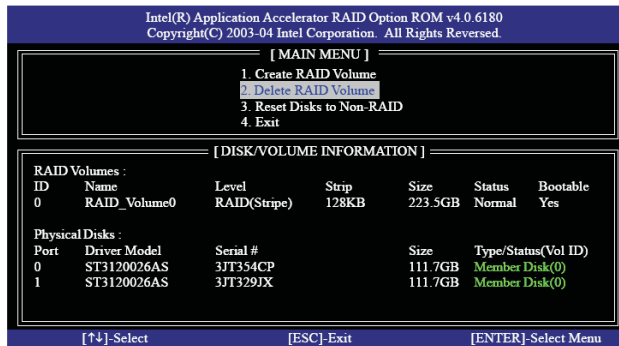 Intel(R) Application Accelerator RAID Option ROM v4.0.6180
Copyright(C) 2003-04 Intel Corporation. All Rights Reversed.
[ MAIN MENU ]
1. Create RAID Volume
2. Delete RAID Volume
3. Reset Disks to Non-RAID
4. Exit
[ DISK/VOLUME INFORMATION ]
RAID Volumes :
ID Name Level Strip Size Status Bootable
0 RAID_Volume0 RAID(Stripe) 128KB 223.5GB Normal Yes
Physical Disks :
Port Driver Model Serial # Size Type/Status(Vol ID)
0 ST3120026AS 3JT354CP 111.7GB Member Disk(0)
1 ST3120026AS 3JT329JX 111.7GB Member Disk(0)
[↑↓]-Select [ESC]-Exit [ENTER]-Select Menu